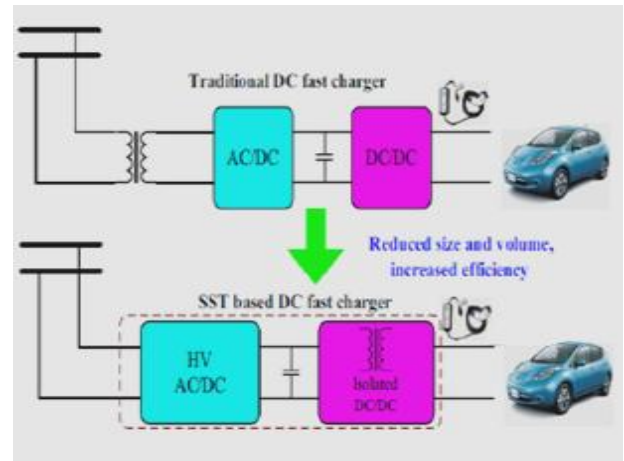 Traditional DC fast charger
AC/DC
DC/DC
Reduced size and volume,
increased efficiency
SST based DC fast charger
HV
AC/DC
Isolated
DC/DC